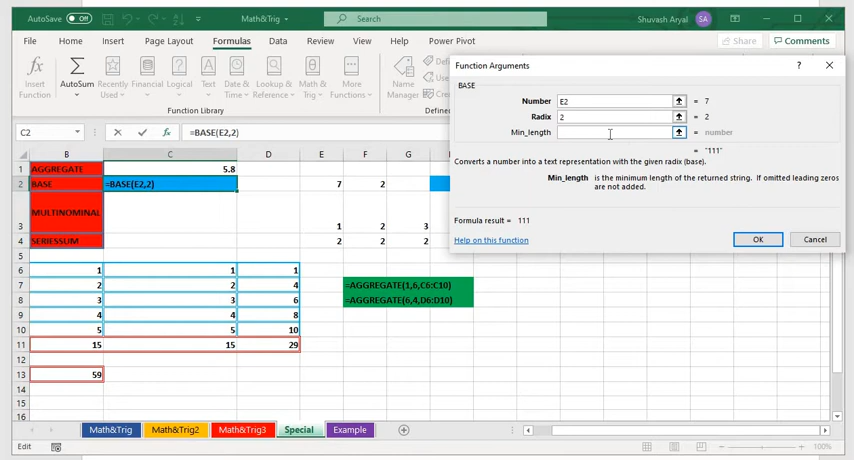 AutoSave Off Math&Trig Search Shuvash Aryal SA
File Home Insert Page Layout Formulas Data Review View Help Power Pivot Share Comments
Insert Function
AutoSum
Recently Used
Financial
Logical
Text
Date & Time
Lookup & Reference
Math & Trig
More Functions
Name Manager
Function Library
C2 =BASE(E2,2)
B C D E F G
1 AGGREGATE 5.8
2 BASE =BASE(E2,2) 7 2
3 MULTINOMINAL 1 2 3
4 SERIESSUM 2 2 2
5
6 1 1 1
7 2 2 4 =AGGREGATE(1,6,C6:C10)
8 3 3 6 =AGGREGATE(6,4,D6:D10)
9 4 4 8
10 5 5 10
11 15 15 29
12
13 59
14
15
16
Math&Trig Math&Trig2 Math&Trig3 Special Example
Edit 100%
Function Arguments ?
BASE
Number E2 = 7
Radix 2 = 2
Min_length = number
= "111"
Converts a number into a text representation with the given radix (base).
Min_length is the minimum length of the returned string. If omitted leading zeros
are not added.
Formula result = 111
Help on this function OK Cancel